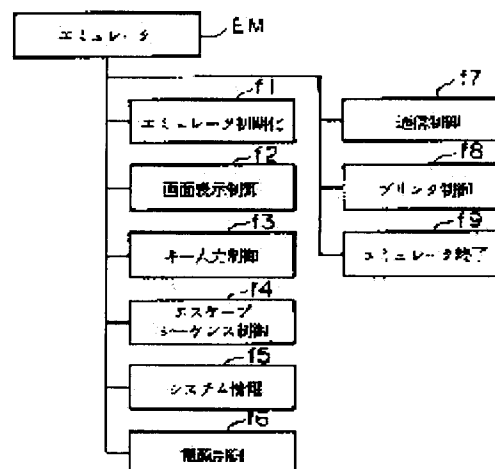 エミュレータ
EM
f1
エミュレータ初期化
f2
画面表示制御
f3
キー入力制御
f4
エスケープ
シーケンス制御
f5
システム情報
f6
f7
通信制御
f8
プリンタ制御
f9
エミュレータ終了